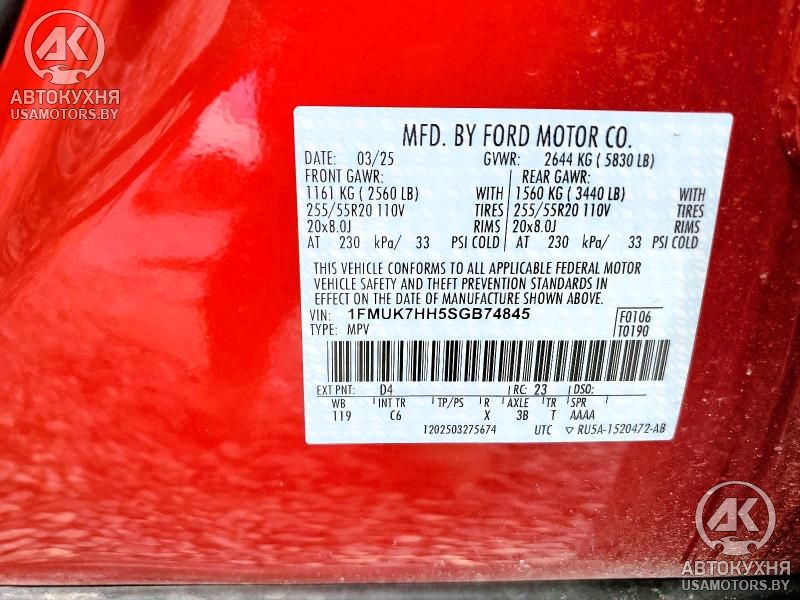 AK
АВТОКУХНЯ
USAMOTORS.BY
MFD. BY FORD MOTOR CO.
DATE: 03/25 GVWR: 2644 KG ( 5830 LB)
FRONT GAWR: REAR GAWR:
1161 KG ( 2560 LB) WITH 1560 KG ( 3440 LB) WITH
255/55R20 110V TIRES 255/55R20 110V TIRES
20x8.0J RIMS 20x8.0J RIMS
AT 230 kPa/ 33 PSI COLD AT 230 kPa/ 33 PSI COLD
THIS VEHICLE CONFORMS TO ALL APPLICABLE FEDERAL MOTOR
VEHICLE SAFETY AND THEFT PREVENTION STANDARDS IN
EFFECT ON THE DATE OF MANUFACTURE SHOWN ABOVE.
VIN: 1FMUK7HH5SGB74845 F0106
TYPE: MPV T0190
EXT PNT: D4 RC: 23 DSO:
WB INT TR TP/PS R AXLE TR SPR
119 C6 X 3B T AAAA
1202503275674 UTC ▽ RU5A-1520472-AB
AK
АВТОКУХНЯ
USAMOTORS.BY